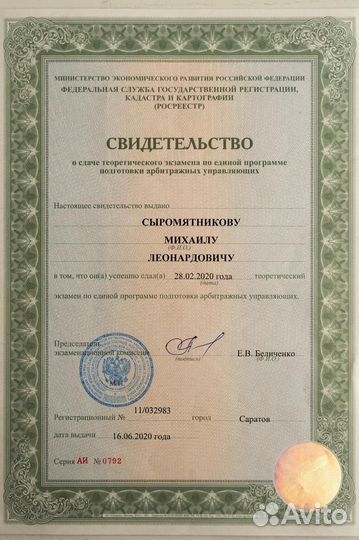 МИНИСТЕРСТВО ЭКОНОМИЧЕСКОГО РАЗВИТИЯ РОССИЙСКОЙ ФЕДЕРАЦИИ
ФЕДЕРАЛЬНАЯ СЛУЖБА ГОСУДАРСТВЕННОЙ РЕГИСТРАЦИИ,
КАДАСТРА И КАРТОГРАФИИ
(РОСРЕЕСТР)
СВИДЕТЕЛЬСТВО
о сдаче теоретического экзамена по единой программе
подготовки арбитражных управляющих
Настоящее свидетельство выдано
СЫРОМЯТНИКОВУ
МИХАИЛУ
(Ф.И.О.)
ЛЕОНАРДОВИЧУ
в том, что он(а) успешно сдал(а) 28.02.2020 года теоретический
(дата)
экзамен по единой программе подготовки арбитражных управляющих.
Председатель
экзаменационной комиссии Е.В. Бедиченко
(подпись) (Ф.И.О.)
М.П.
Регистрационный № 11/032983 город Саратов
дата выдачи 16.06.2020 года
Серия АИ № 0792
Avito